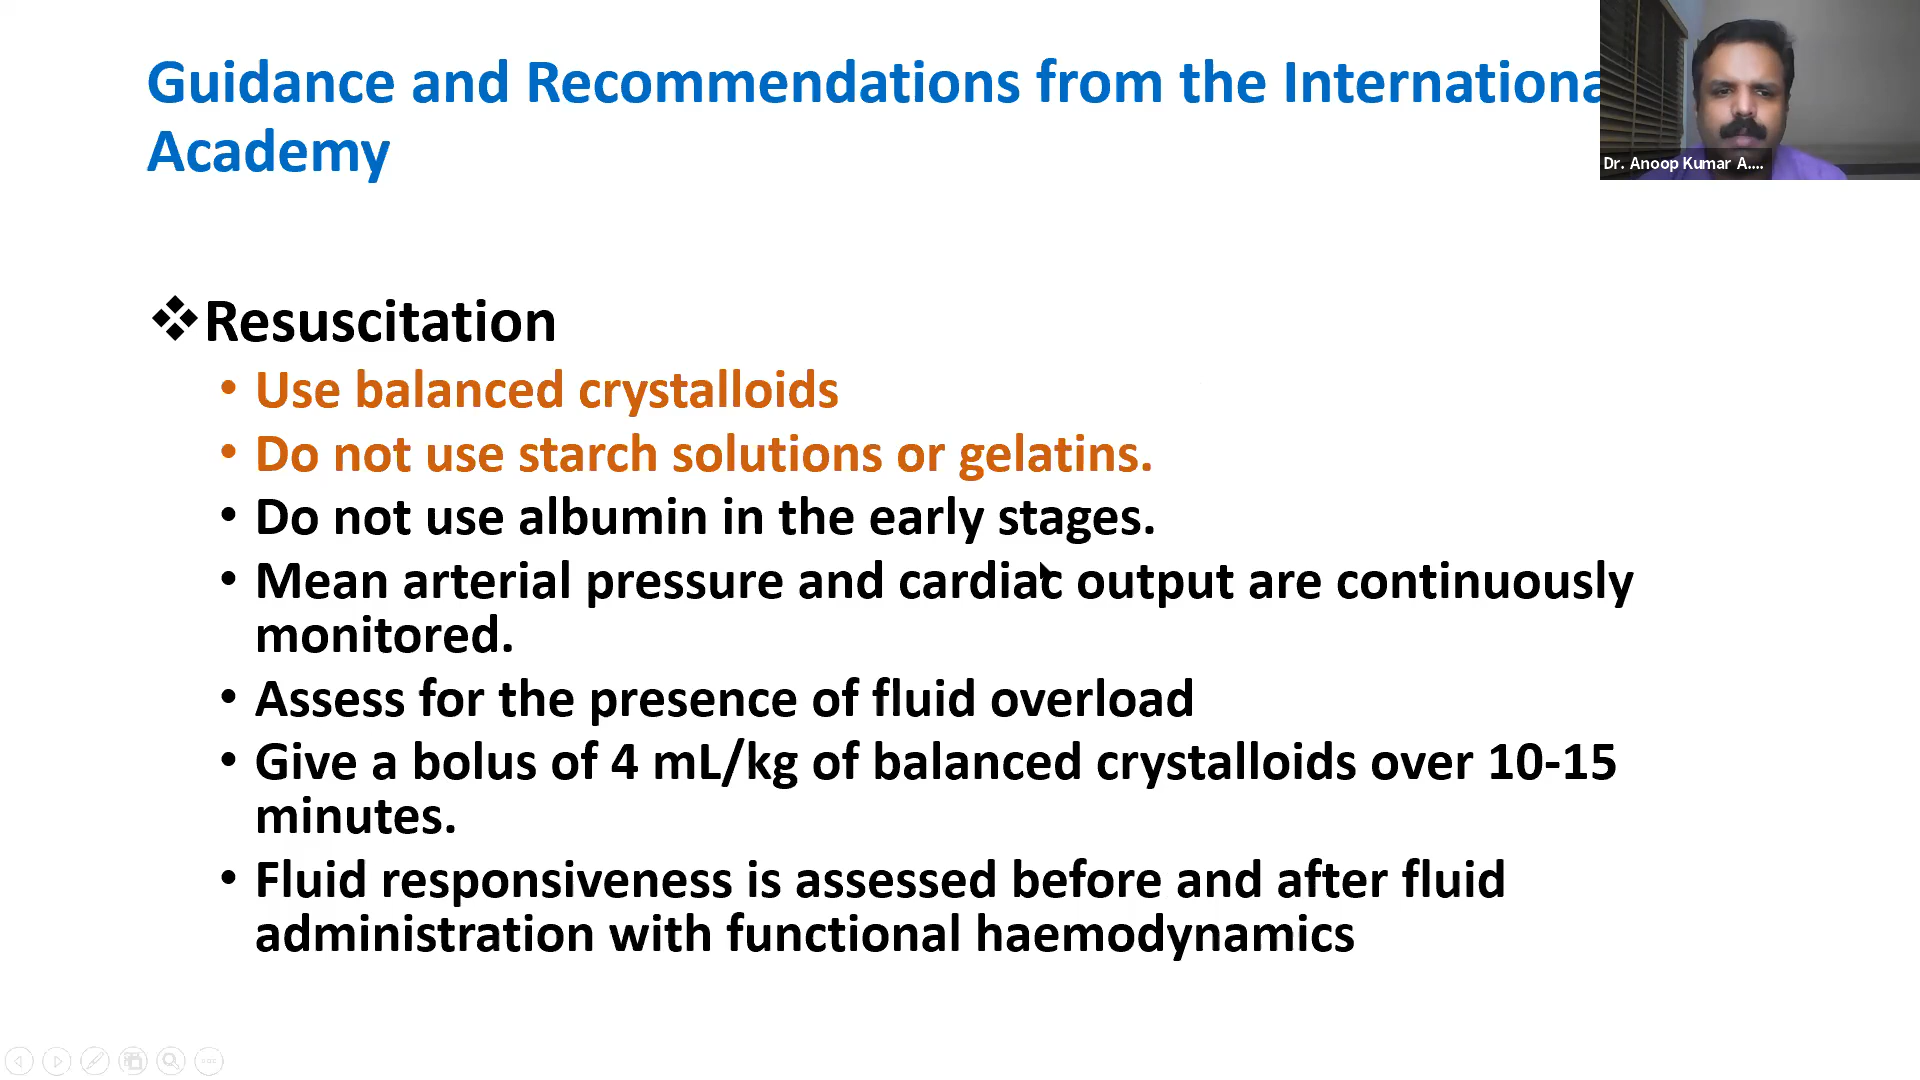 Guidance and Recommendations from the Internationa
Academy
Dr. Anoop Kumar A....
❖Resuscitation
• Use balanced crystalloids
• Do not use starch solutions or gelatins.
• Do not use albumin in the early stages.
• Mean arterial pressure and cardiac output are continuously
monitored.
• Assess for the presence of fluid overload
• Give a bolus of 4 mL/kg of balanced crystalloids over 10-15
minutes.
• Fluid responsiveness is assessed before and after fluid
administration with functional haemodynamics